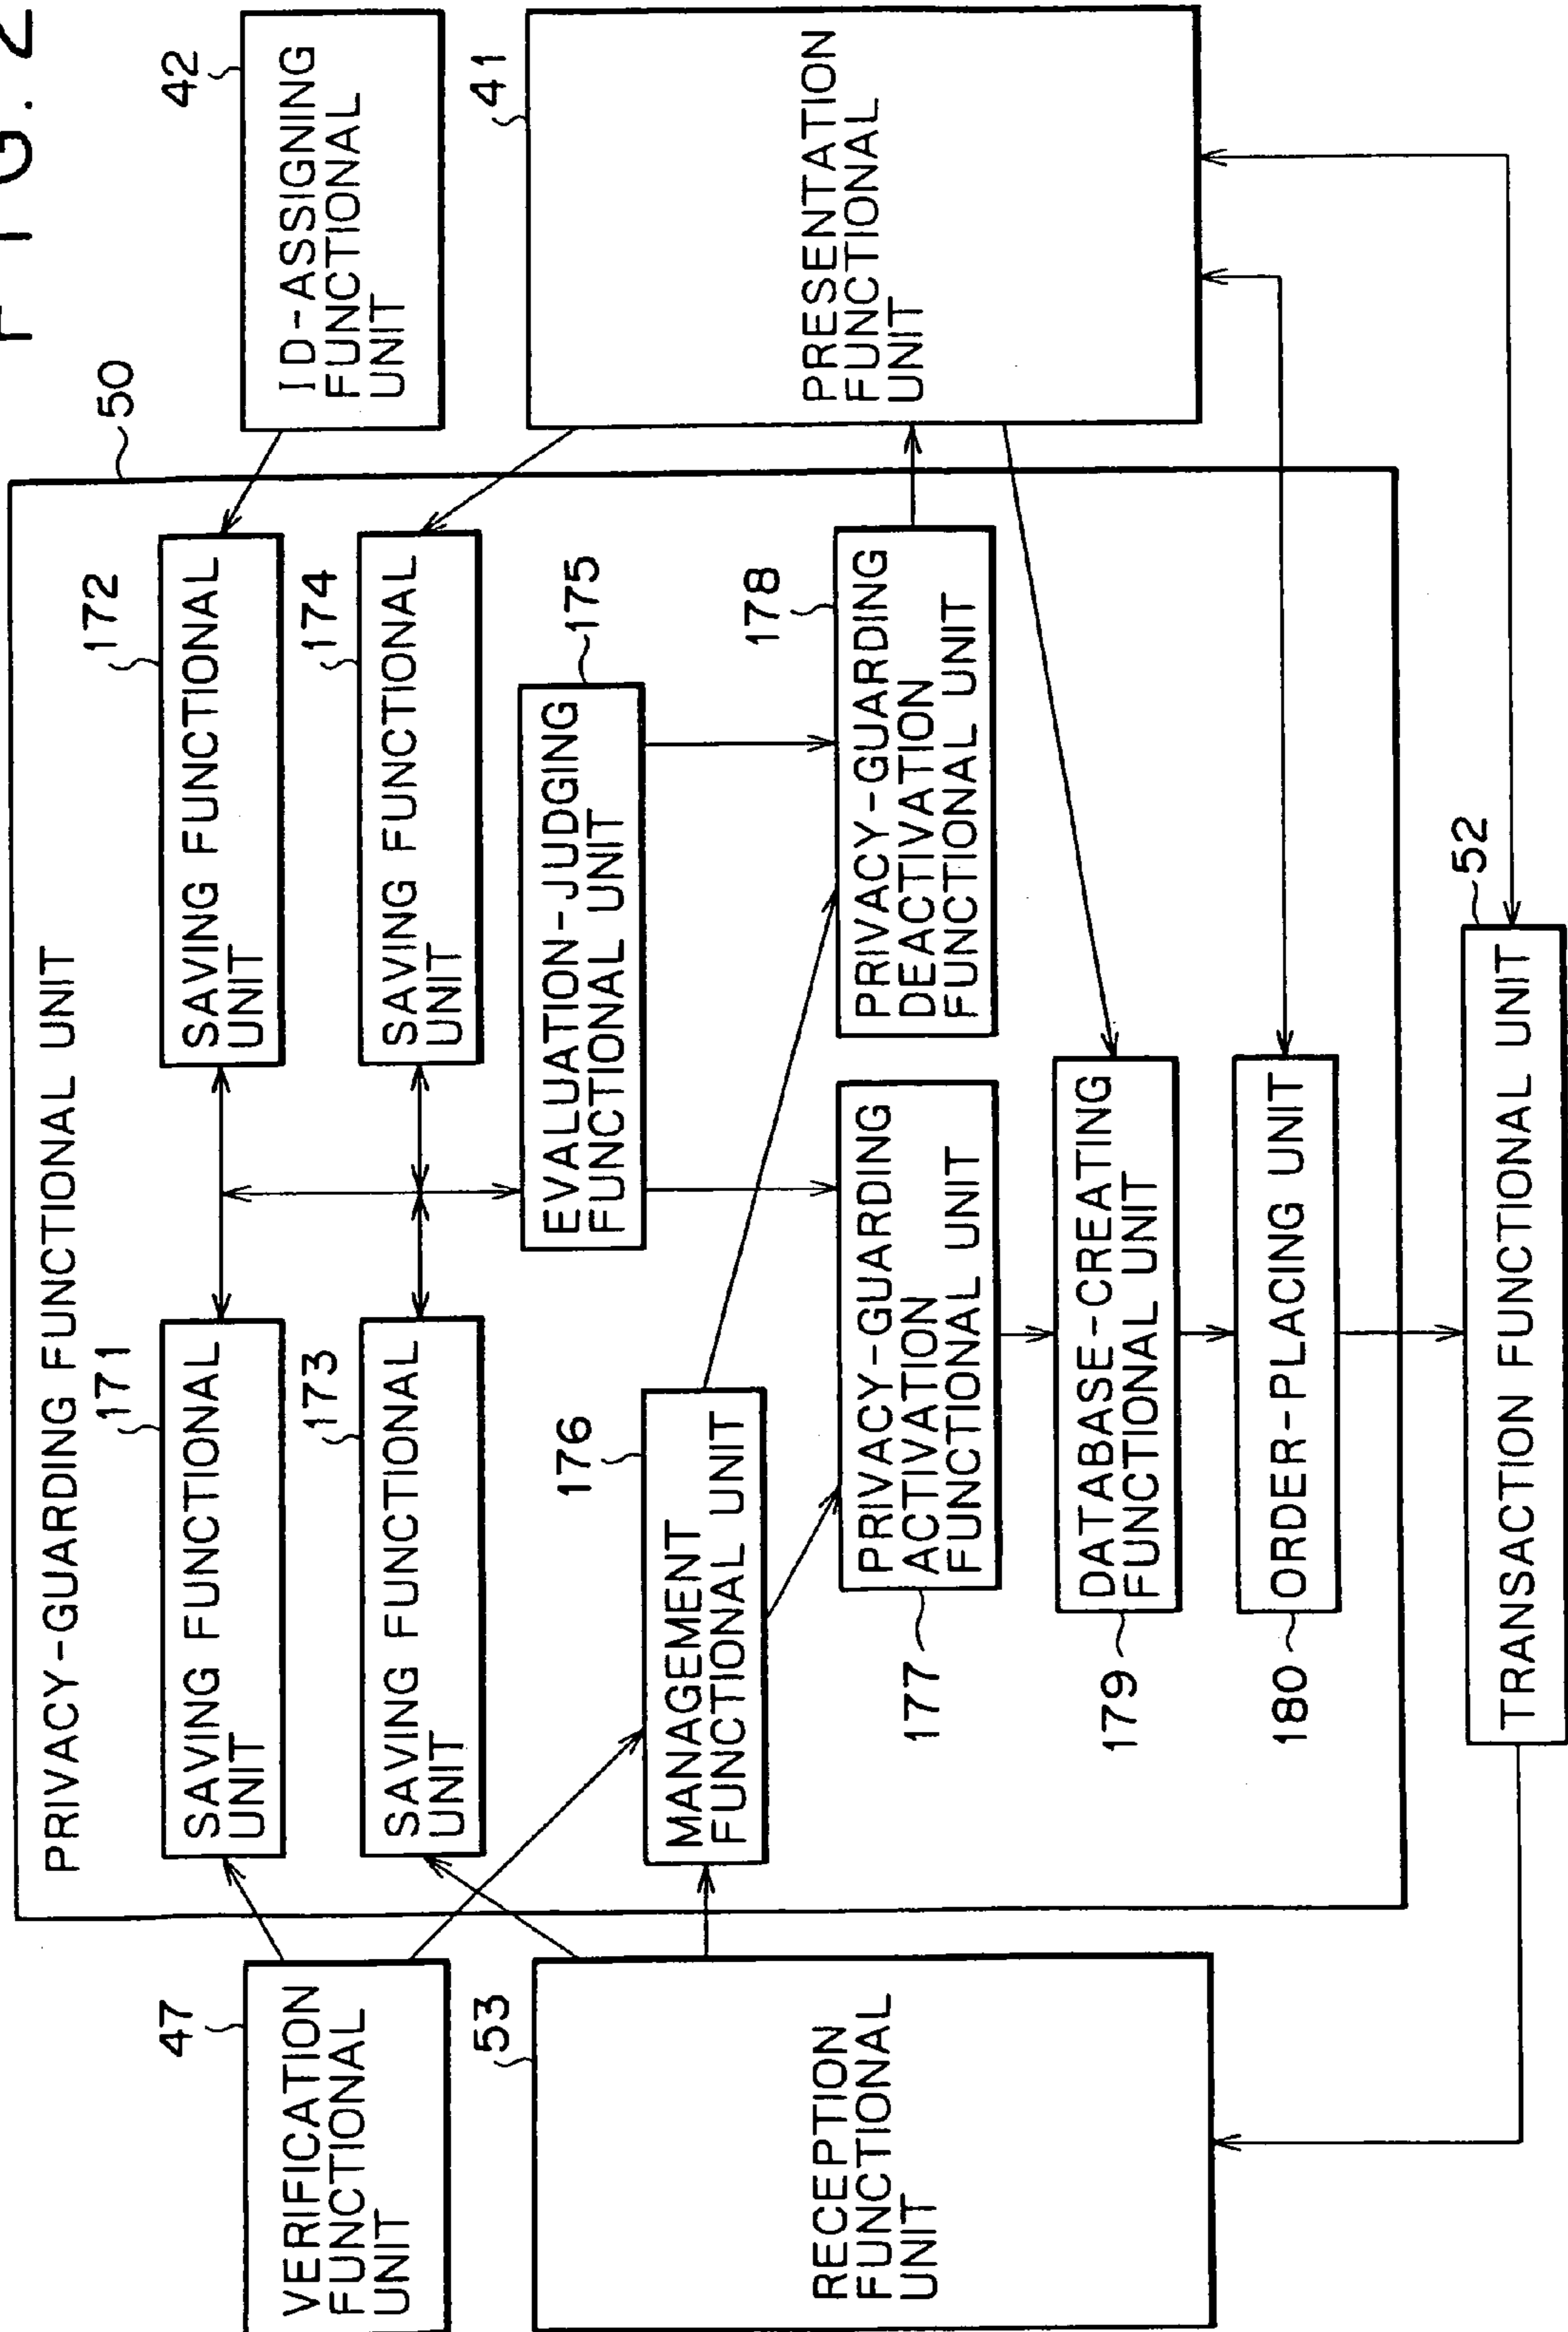 FIG. 2
PRIVACY-GUARDING FUNCTIONAL UNIT
50
47
VERIFICATION
FUNCTIONAL
UNIT
171
SAVING FUNCTIONAL
UNIT
172
SAVING FUNCTIONAL
UNIT
42
ID-ASSIGNING
FUNCTIONAL
UNIT
173
SAVING FUNCTIONAL
UNIT
174
SAVING FUNCTIONAL
UNIT
53
RECEPTION
FUNCTIONAL
UNIT
41
PRESENTATION
FUNCTIONAL
UNIT
EVALUATION-JUDGING
FUNCTIONAL UNIT
175
176
MANAGEMENT
FUNCTIONAL UNIT
177
PRIVACY-GUARDING
ACTIVATION
FUNCTIONAL UNIT
178
PRIVACY-GUARDING
DEACTIVATION
FUNCTIONAL UNIT
179
DATABASE-CREATING
FUNCTIONAL UNIT
180
ORDER-PLACING UNIT
52
TRANSACTION FUNCTIONAL UNIT